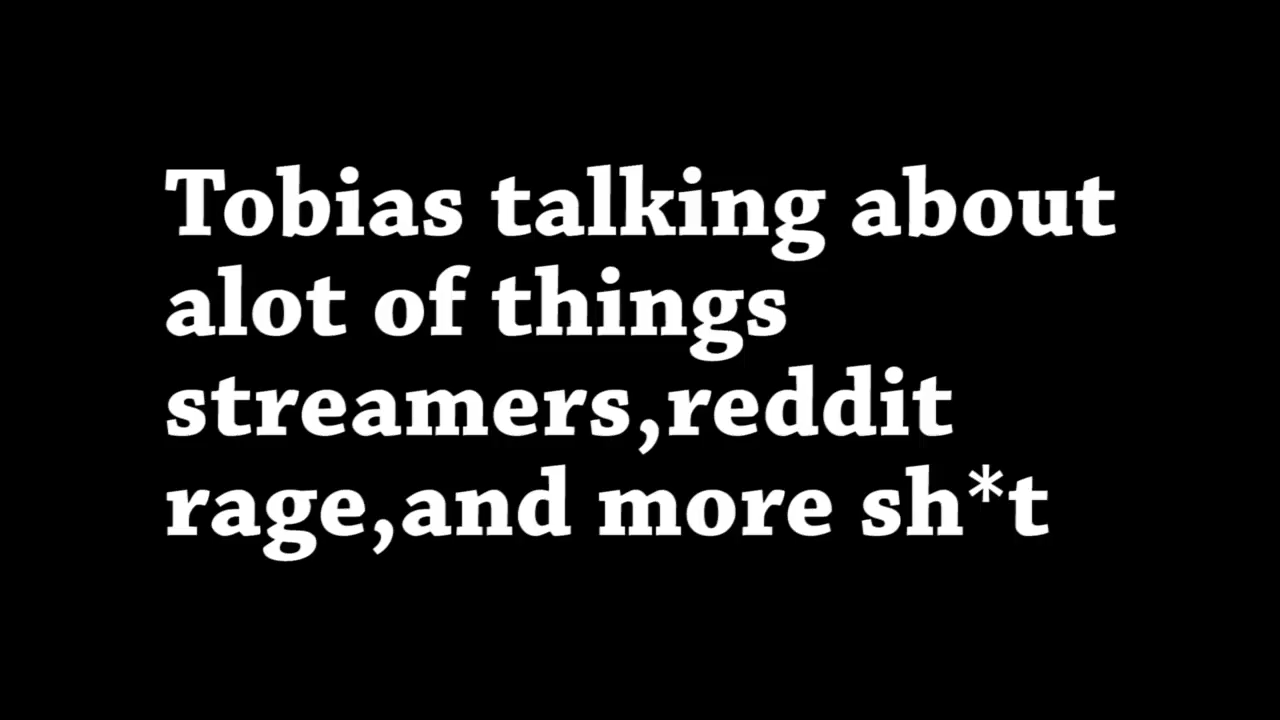 Tobias talking about
alot of things
streamers,reddit
rage,and more sh*t